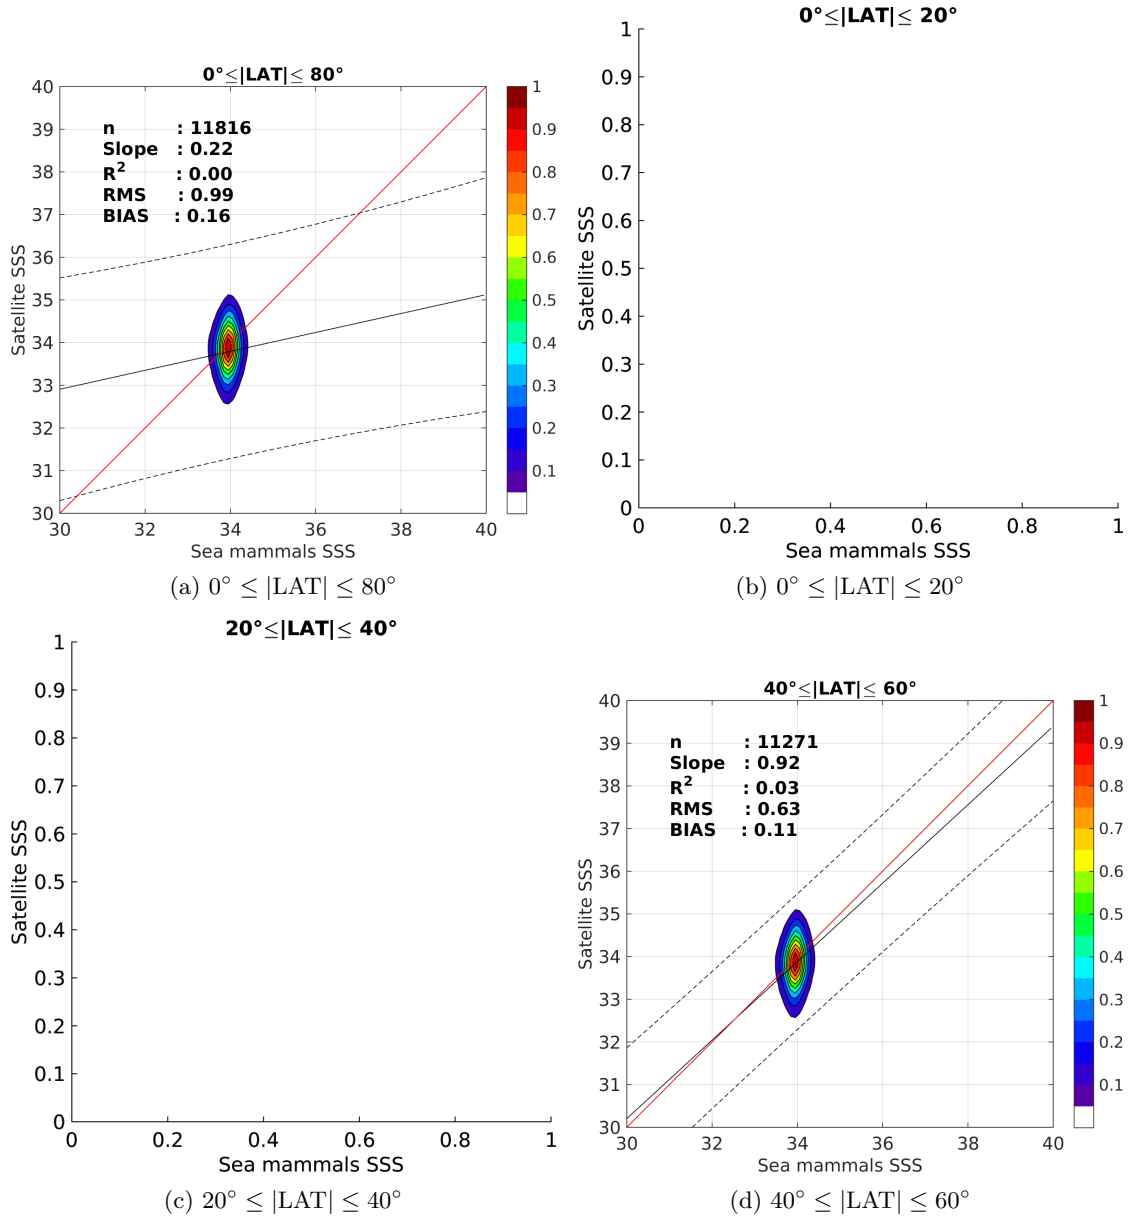 0°≤|LAT|≤ 80°
40
39
38
37
36
35
34
33
32
31
30
n : 11816
Slope : 0.22
R² : 0.00
RMS : 0.99
BIAS : 0.16
Satellite SSS
30 32 34 36 38 40
Sea mammals SSS
1
0.9
0.8
0.7
0.6
0.5
0.4
0.3
0.2
0.1
(a) 0° ≤ |LAT| ≤ 80°
0°≤|LAT|≤ 20°
1
0.9
0.8
0.7
0.6
0.5
0.4
0.3
0.2
0.1
0
Satellite SSS
0 0.2 0.4 0.6 0.8 1
Sea mammals SSS
(b) 0° ≤ |LAT| ≤ 20°
20°≤|LAT|≤ 40°
1
0.9
0.8
0.7
0.6
0.5
0.4
0.3
0.2
0.1
0
Satellite SSS
0 0.2 0.4 0.6 0.8 1
Sea mammals SSS
(c) 20° ≤ |LAT| ≤ 40°
40°≤|LAT|≤ 60°
40
39
38
37
36
35
34
33
32
31
30
n : 11271
Slope : 0.92
R² : 0.03
RMS : 0.63
BIAS : 0.11
Satellite SSS
30 32 34 36 38 40
Sea mammals SSS
1
0.9
0.8
0.7
0.6
0.5
0.4
0.3
0.2
0.1
(d) 40° ≤ |LAT| ≤ 60°